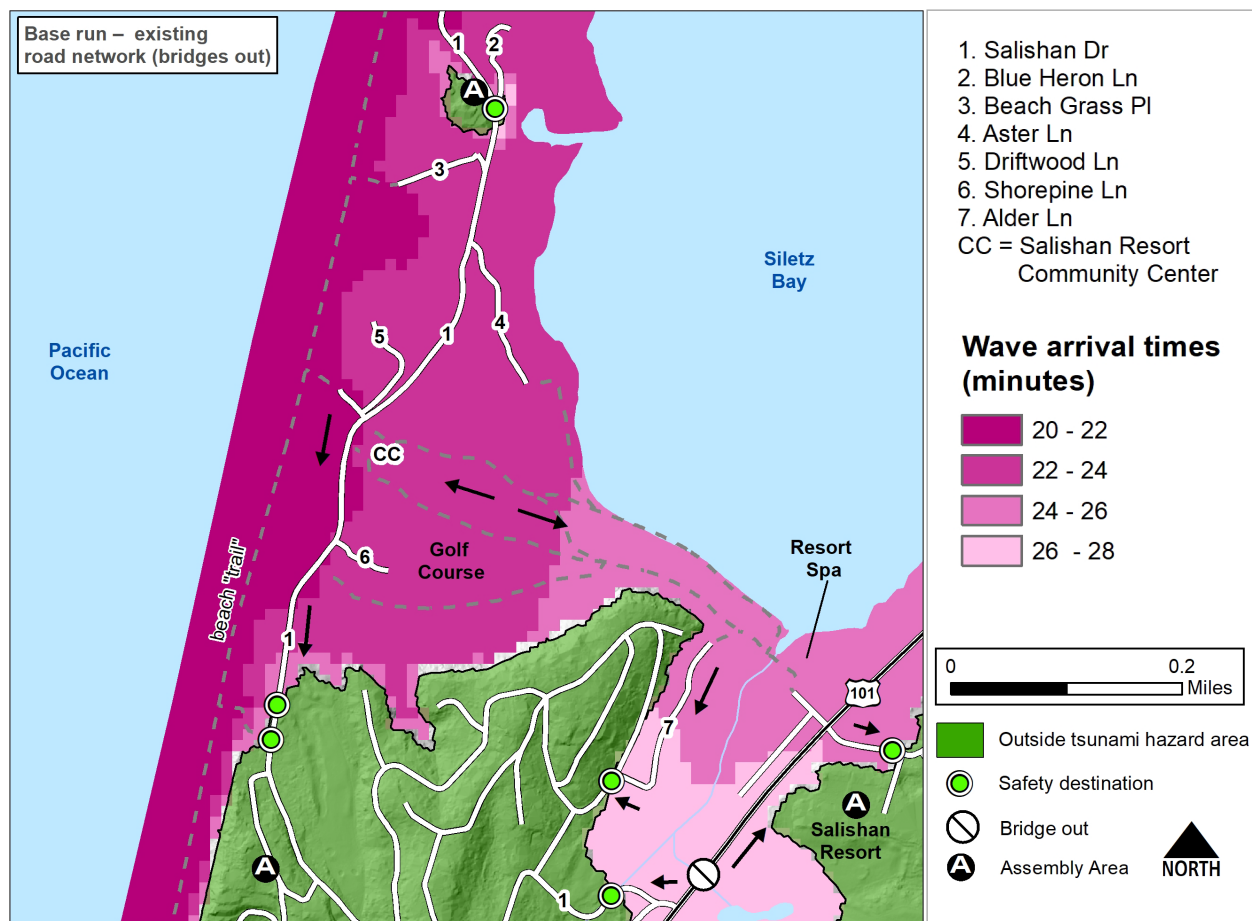 Base run – existing
road network (bridges out)
1
2
A
3
Siletz
Bay
4
1
5
Pacific
Ocean
CC
Golf
Course
6
Resort
Spa
beach "trail"
1
101
7
A
Salishan
Resort
A
1
1. Salishan Dr
2. Blue Heron Ln
3. Beach Grass Pl
4. Aster Ln
5. Driftwood Ln
6. Shorepine Ln
7. Alder Ln
CC = Salishan Resort
Community Center
Wave arrival times
(minutes)
20 - 22
22 - 24
24 - 26
26 - 28
0 0.2
Miles
Outside tsunami hazard area
Safety destination
Bridge out
A Assembly Area
NORTH